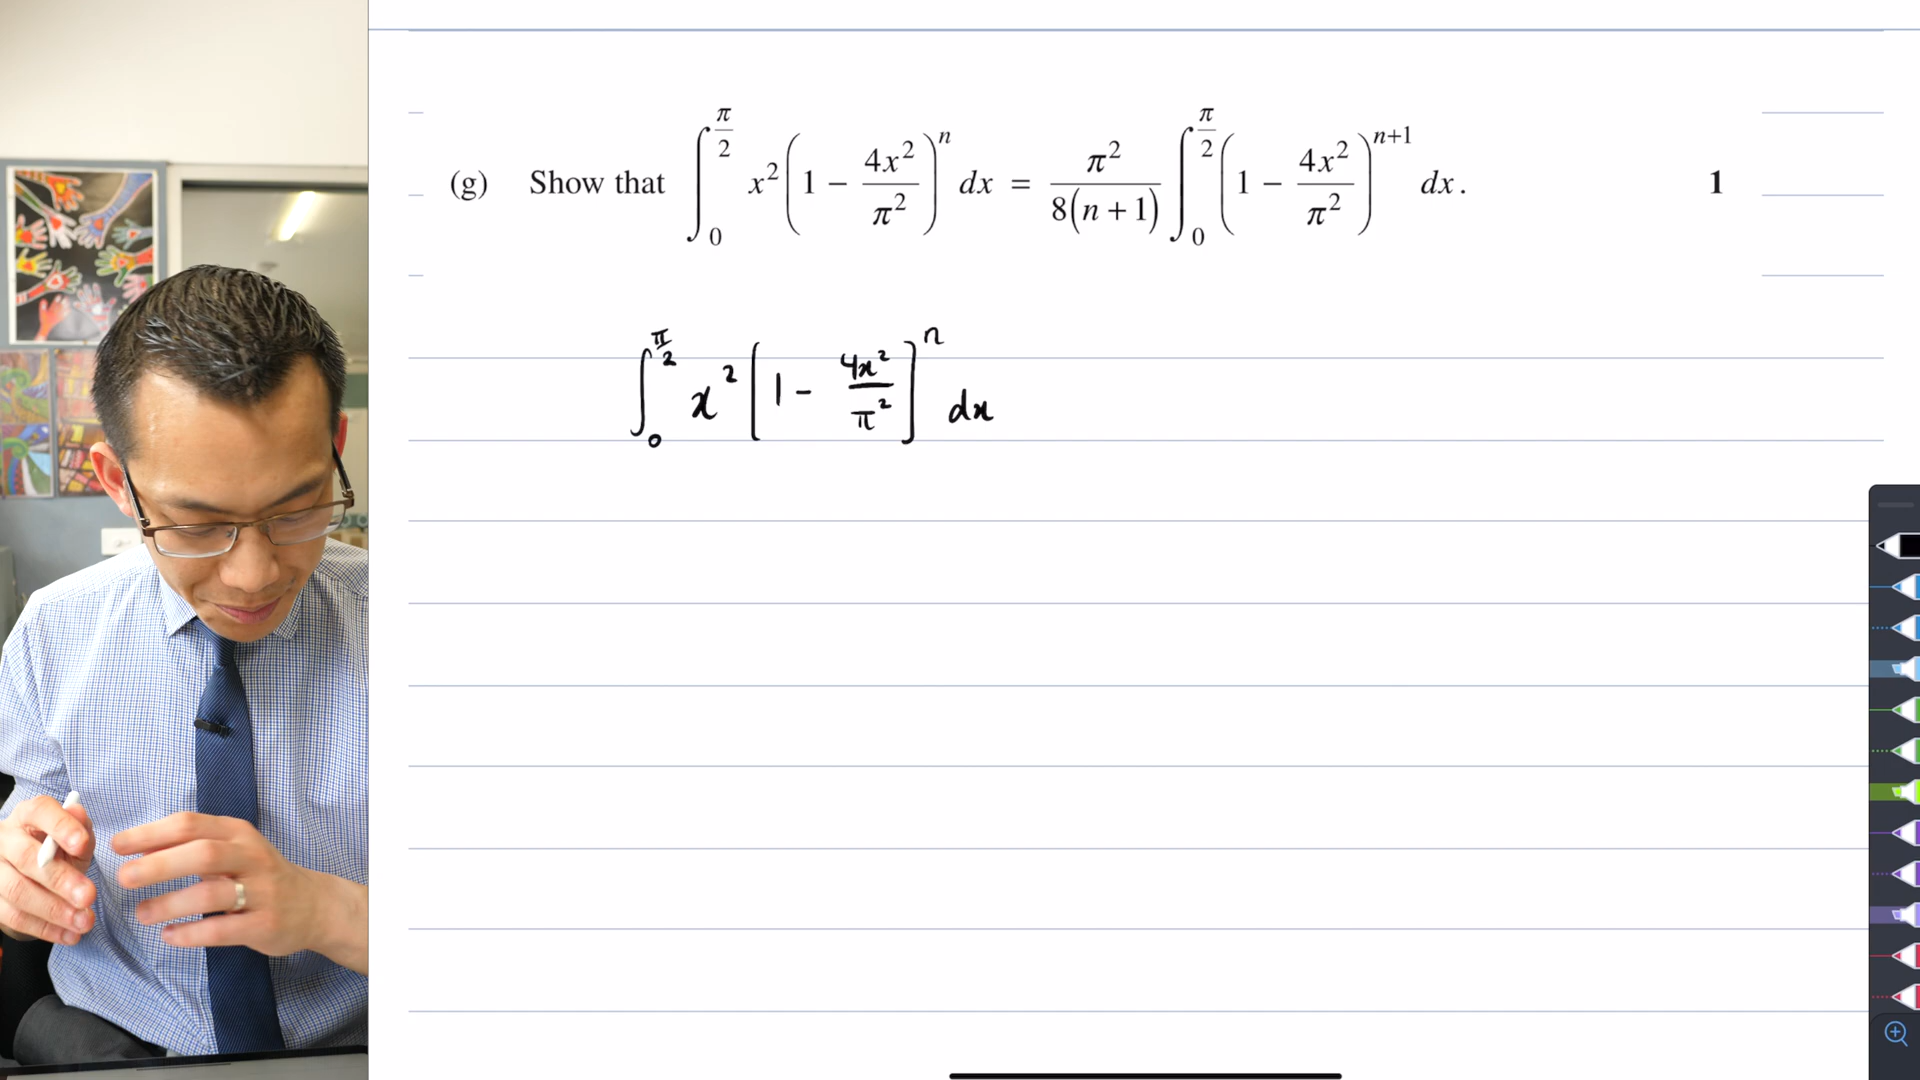 (g) Show that ∫₀^{π/2} x²(1 − 4x²/π²)ⁿ dx = π²/8(n + 1) ∫₀^{π/2} (1 − 4x²/π²)ⁿ⁺¹ dx. 1
∫₀^{π/2} x²[1 − 4x²/π²]ⁿ dx